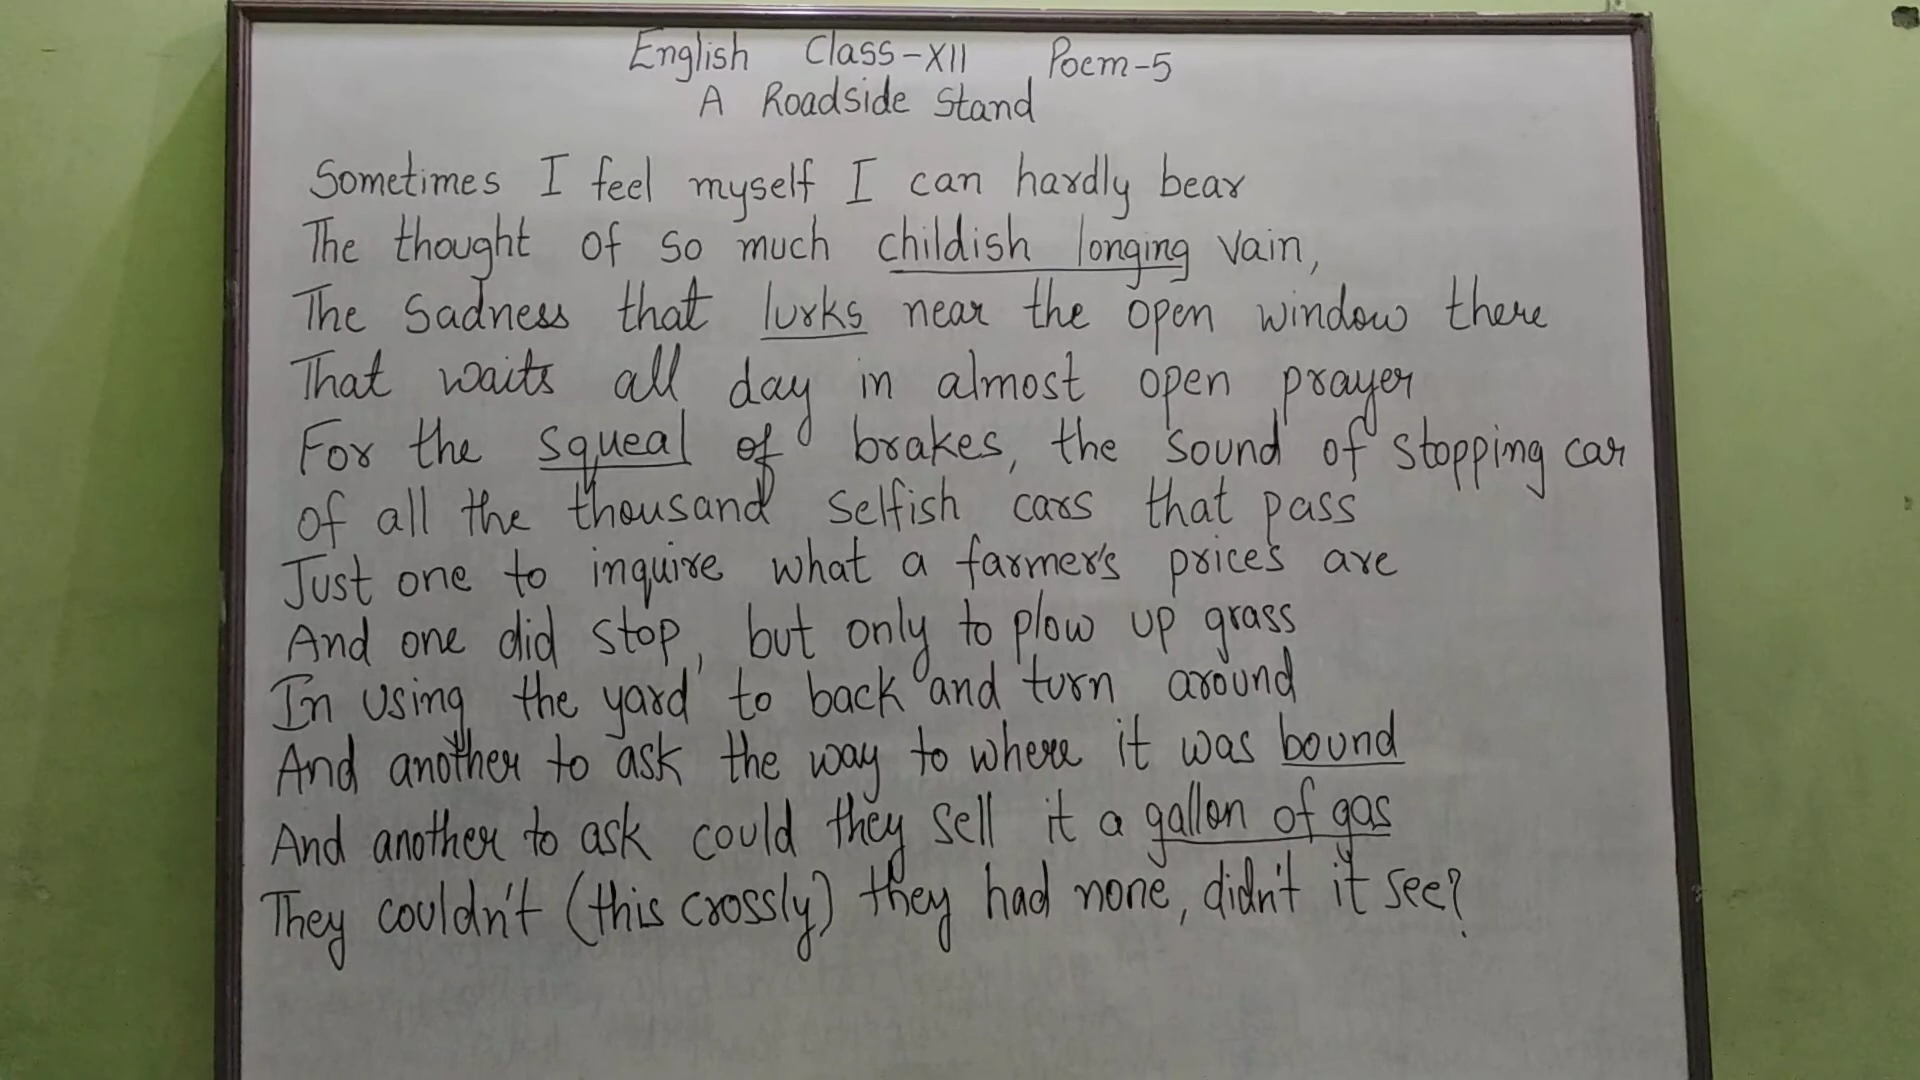 English Class-XII Poem-5
A Roadside Stand
Sometimes I feel myself I can hardly bear
The thought of so much childish longing vain,
The Sadness that lurks near the open window there
That waits all day in almost open prayer
For the squeal of brakes, the sound of stopping car
of all the thousand selfish cars that pass
Just one to inquire what a farmer's prices are
And one did stop, but only to plow up grass
In using the yard to back and turn around
And another to ask the way to where it was bound
And another to ask could they sell it a gallon of gas
They couldn't (this crossly) they had none, didn't it see?